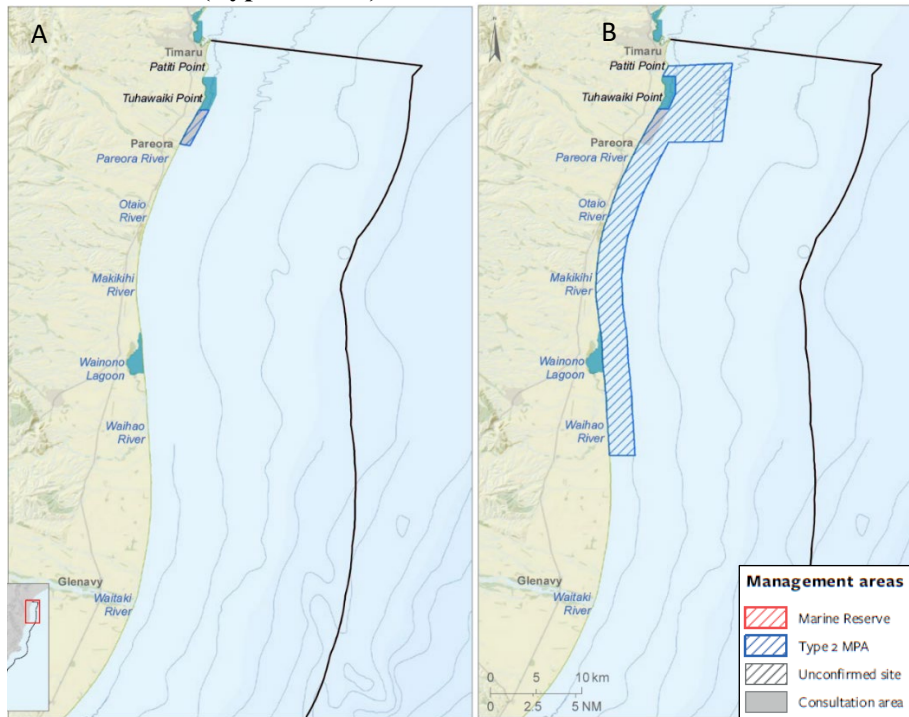 A
Timaru
Patiti Point
Tuhawaiki Point
Pareora
Pareora River
Otaio
River
Makikihi
River
Wainono
Lagoon
Waihao
River
Glenavy
Waitaki
River
B
Timaru
Patiti Point
Tuhawaiki Point
Pareora
Pareora River
Otaio
River
Makikihi
River
Wainono
Lagoon
Waihao
River
Glenavy
Waitaki
River
0 5 10 km
0 2.5 5 NM
Management areas
Marine Reserve
Type 2 MPA
Unconfirmed site
Consultation area